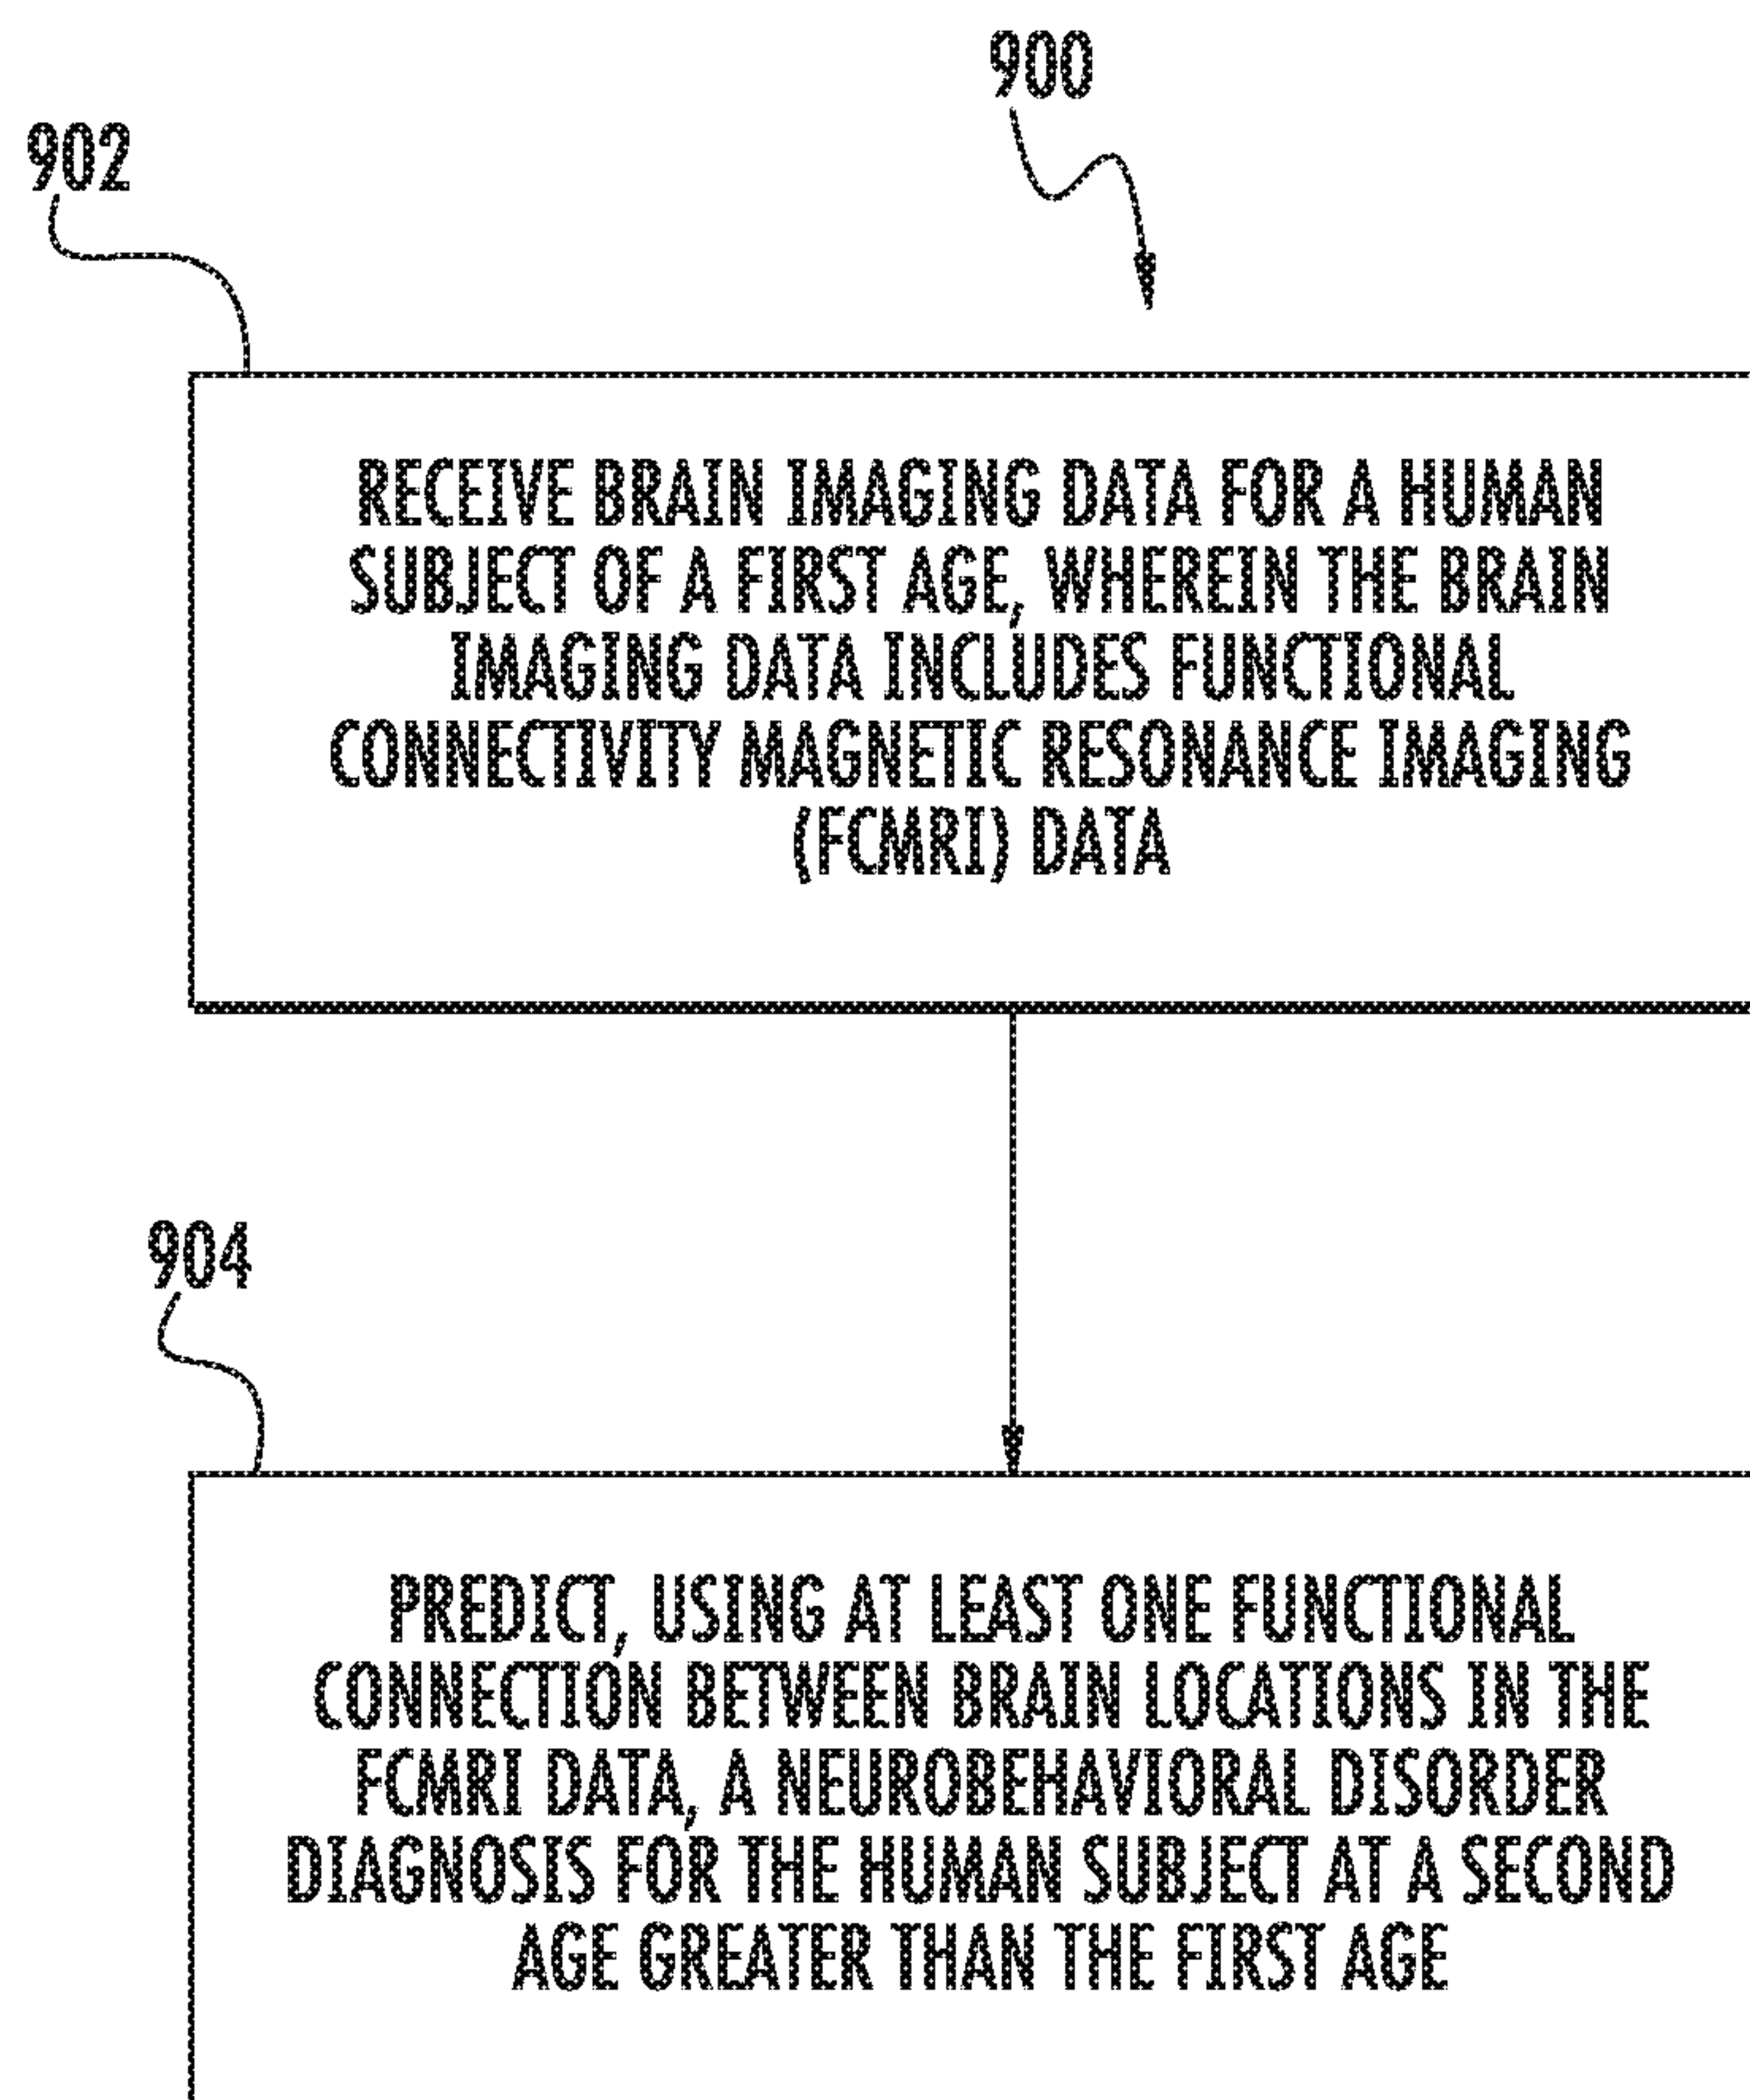 900
902
RECEIVE BRAIN IMAGING DATA FOR A HUMAN
SUBJECT OF A FIRST AGE, WHEREIN THE BRAIN
IMAGING DATA INCLUDES FUNCTIONAL
CONNECTIVITY MAGNETIC RESONANCE IMAGING
(FCMRI) DATA
904
PREDICT, USING AT LEAST ONE FUNCTIONAL
CONNECTION BETWEEN BRAIN LOCATIONS IN THE
FCMRI DATA, A NEUROBEHAVIORAL DISORDER
DIAGNOSIS FOR THE HUMAN SUBJECT AT A SECOND
AGE GREATER THAN THE FIRST AGE